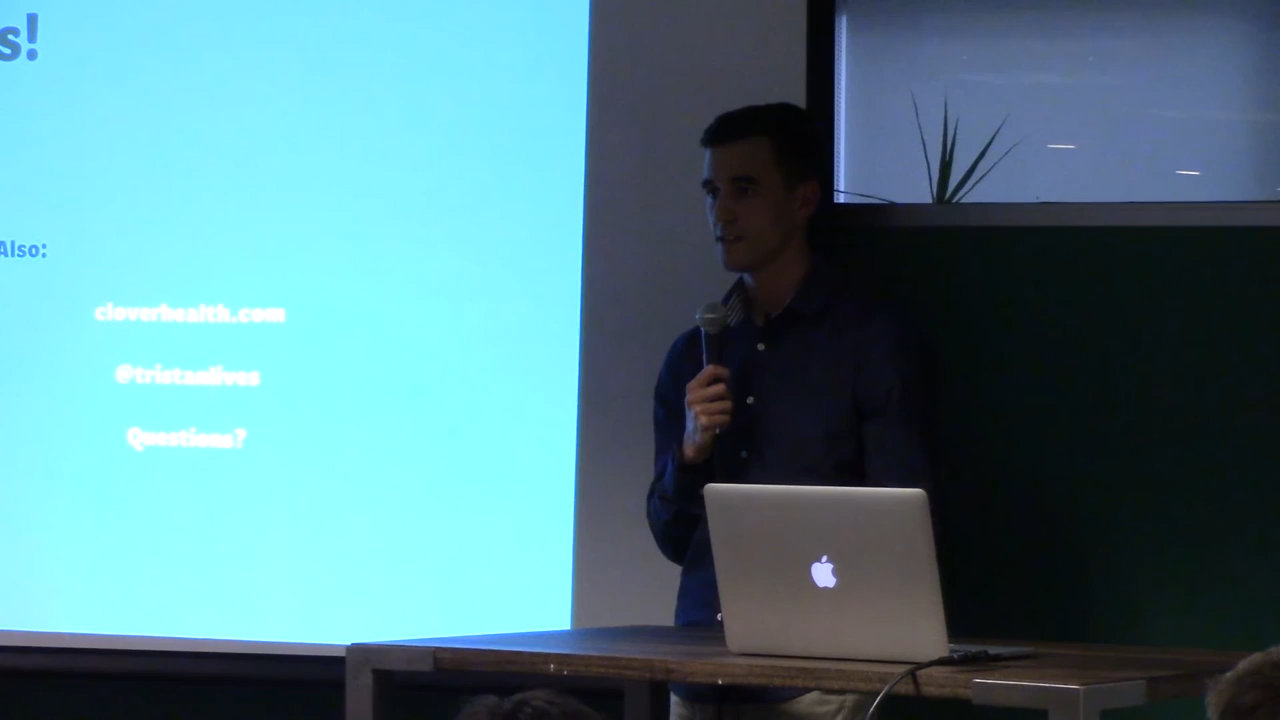 s!
Also:
cloverhealth.com
@tristanlives
Questions?